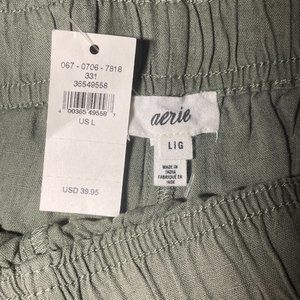 067 - 0706 - 7818
331
36549558
4 00365 49558 7
US L
USD 39.95
aerie
L|G
MADE IN
INDIA
FABRIQUÉ EN
INDE